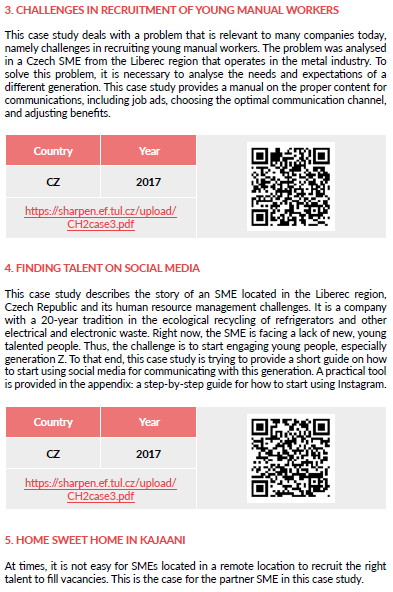 3. CHALLENGES IN RECRUITMENT OF YOUNG MANUAL WORKERS
This case study deals with a problem that is relevant to many companies today,
namely challenges in recruiting young manual workers. The problem was analysed
in a Czech SME from the Liberec region that operates in the metal industry. To
solve this problem, it is necessary to analyse the needs and expectations of a
different generation. This case study provides a manual on the proper content for
communications, including job ads, choosing the optimal communication channel,
and adjusting benefits.
Country Year
CZ 2017
https://sharpen.ef.tul.cz/upload/
CH2case3.pdf
4. FINDING TALENT ON SOCIAL MEDIA
This case study describes the story of an SME located in the Liberec region,
Czech Republic and its human resource management challenges. It is a company
with a 20-year tradition in the ecological recycling of refrigerators and other
electrical and electronic waste. Right now, the SME is facing a lack of new, young
talented people. Thus, the challenge is to start engaging young people, especially
generation Z. To that end, this case study is trying to provide a short guide on how
to start using social media for communicating with this generation. A practical tool
is provided in the appendix: a step-by-step guide for how to start using Instagram.
Country Year
CZ 2017
https://sharpen.ef.tul.cz/upload/
CH2case3.pdf
5. HOME SWEET HOME IN KAJAANI
At times, it is not easy for SMEs located in a remote location to recruit the right
talent to fill vacancies. This is the case for the partner SME in this case study.